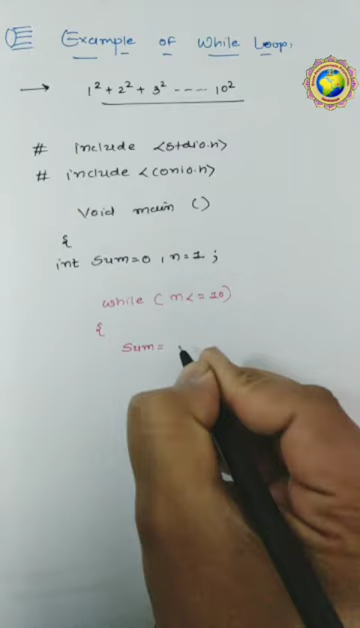 Example of While Loop.
→ 1² + 2² + 3² ---- 10²
# Include <stdio.h>
# include <conio.h>
Void main ()
{
int Sum=0, n=1;
while (n<=10)
{
Sum=